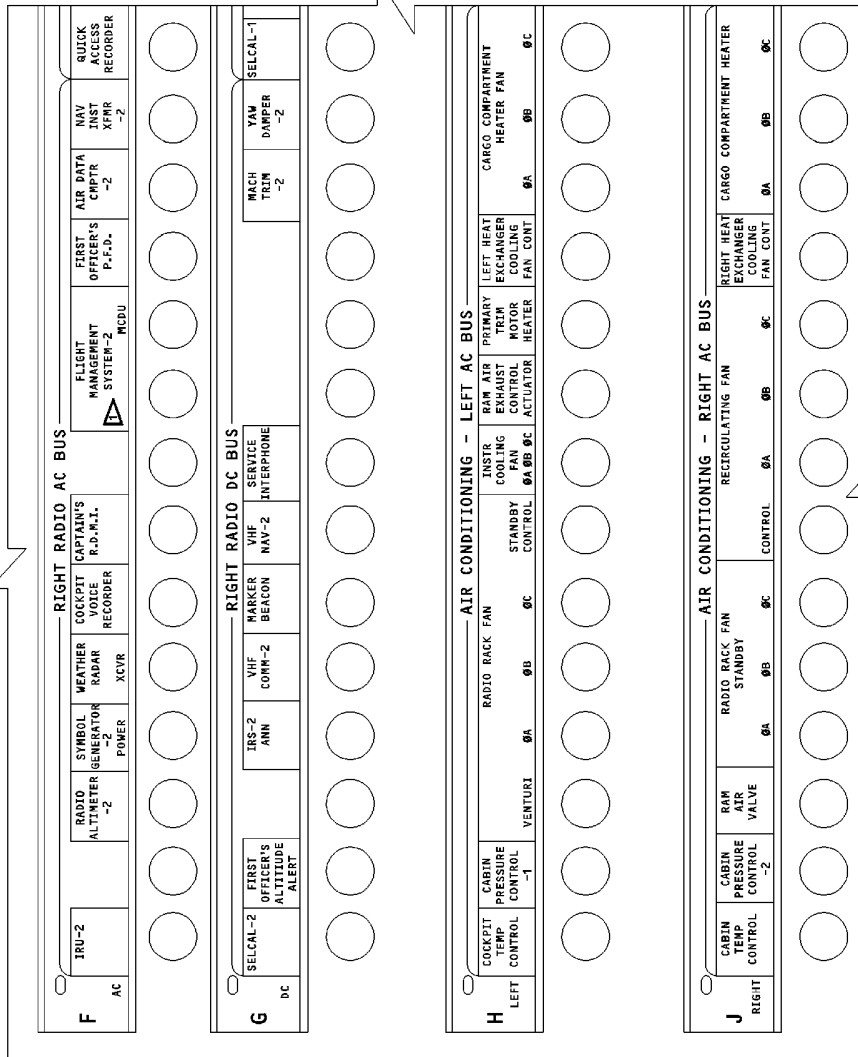 F
AC
RIGHT RADIO AC BUS
IRU-2
RADIO
ALTIMETER
-2
SYMBOL
GENERATOR
-2
POWER
WEATHER
RADAR
XCVR
COCKPIT
VOICE
RECORDER
CAPTAIN'S
R.D.M.I.
FLIGHT
MANAGEMENT
SYSTEM-2
MCDU
1
FIRST
OFFICER'S
P.F.D.
AIR DATA
CMPTR
-2
NAV
INST
XFMR
-2
QUICK
ACCESS
RECORDER
G
DC
RIGHT RADIO DC BUS
SELCAL-2
FIRST
OFFICER'S
ALTITIUDE
ALERT
IRS-2
ANN
VHF
COMM-2
MARKER
BEACON
VHF
NAV-2
SERVICE
INTERPHONE
MACH
TRIM
-2
YAW
DAMPER
-2
SELCAL-1
H
LEFT
AIR CONDITIONING - LEFT AC BUS
COCKPIT
TEMP
CONTROL
CABIN
PRESSURE
CONTROL
-1
RADIO RACK FAN
VENTURI ØA ØB ØC
STANDBY
CONTROL
INSTR
COOLING
FAN
ØA ØB ØC
RAM AIR
EXHAUST
CONTROL
ACTUATOR
PRIMARY
TRIM
MOTOR
HEATER
LEFT HEAT
EXCHANGER
COOLING
FAN CONT
CARGO COMPARTMENT
HEATER FAN
ØA ØB ØC
J
RIGHT
AIR CONDITIONING - RIGHT AC BUS
CABIN
TEMP
CONTROL
CABIN
PRESSURE
CONTROL
-2
RAM
AIR
VALVE
RADIO RACK FAN
STANDBY
ØA ØB ØC
RECIRCULATING FAN
CONTROL ØA ØB ØC
RIGHT HEAT
EXCHANGER
COOLING
FAN CONT
CARGO COMPARTMENT HEATER
ØA ØB ØC